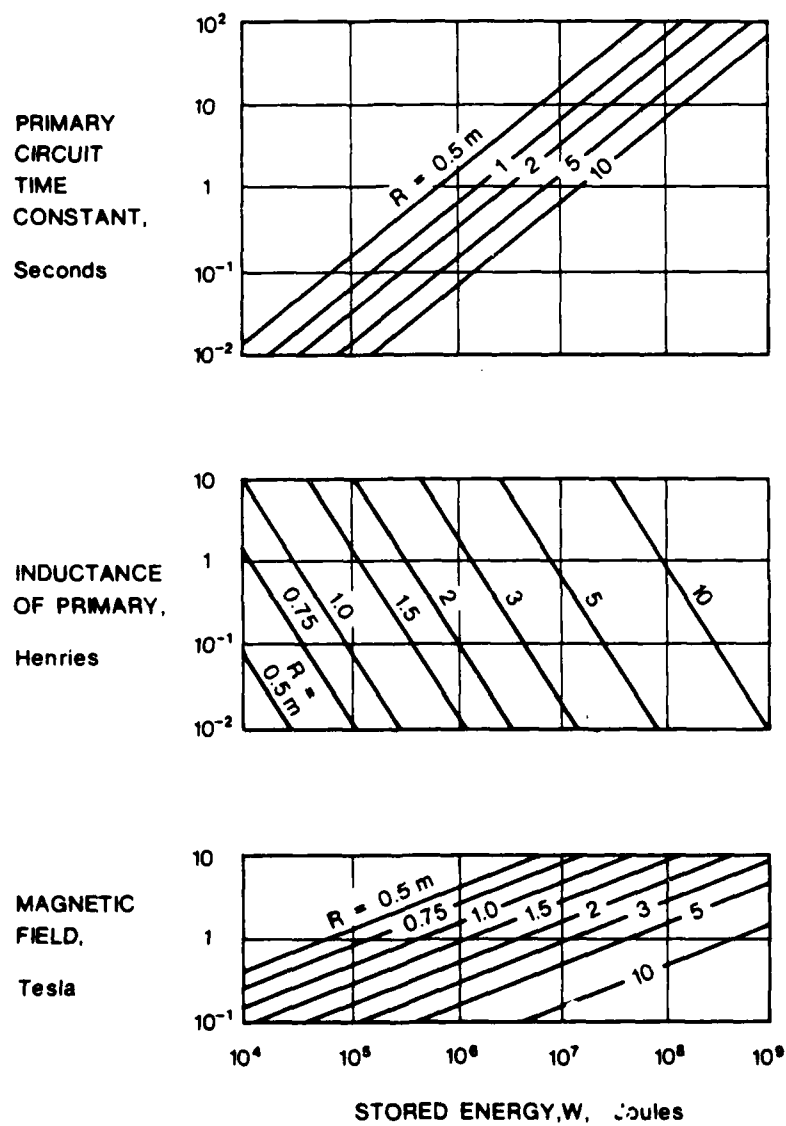 PRIMARY
CIRCUIT
TIME
CONSTANT,
Seconds
10²
10
1
10⁻¹
10⁻²
R = 0.5 m
1
2
5
10
INDUCTANCE
OF PRIMARY,
Henries
10
1
10⁻¹
10⁻²
R =
0.5 m
0.75
1.0
1.5
2
3
5
10
MAGNETIC
FIELD,
Tesla
10
1
10⁻¹
R = 0.5 m
0.75
1.0
1.5
2
3
5
10
10⁴
10⁵
10⁶
10⁷
10⁸
10⁹
STORED ENERGY,W, Joules